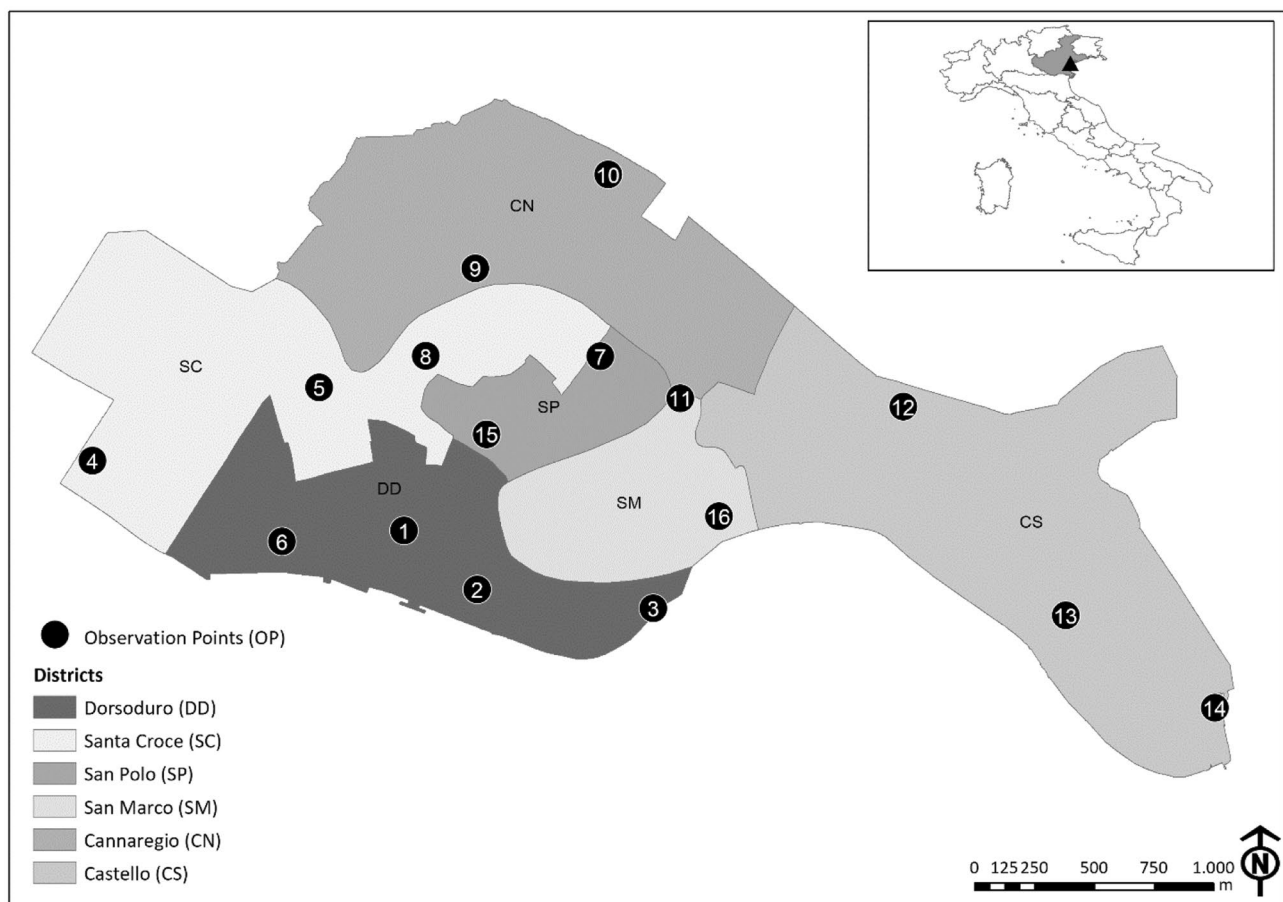 10
CN
9
SC
8
7
5
11
SP
12
15
4
DD
SM
16
CS
1
6
2
3
13
14
Observation Points (OP)
Districts
Dorsoduro (DD)
Santa Croce (SC)
San Polo (SP)
San Marco (SM)
Cannaregio (CN)
Castello (CS)
0 125 250 500 750 1.000
m
N